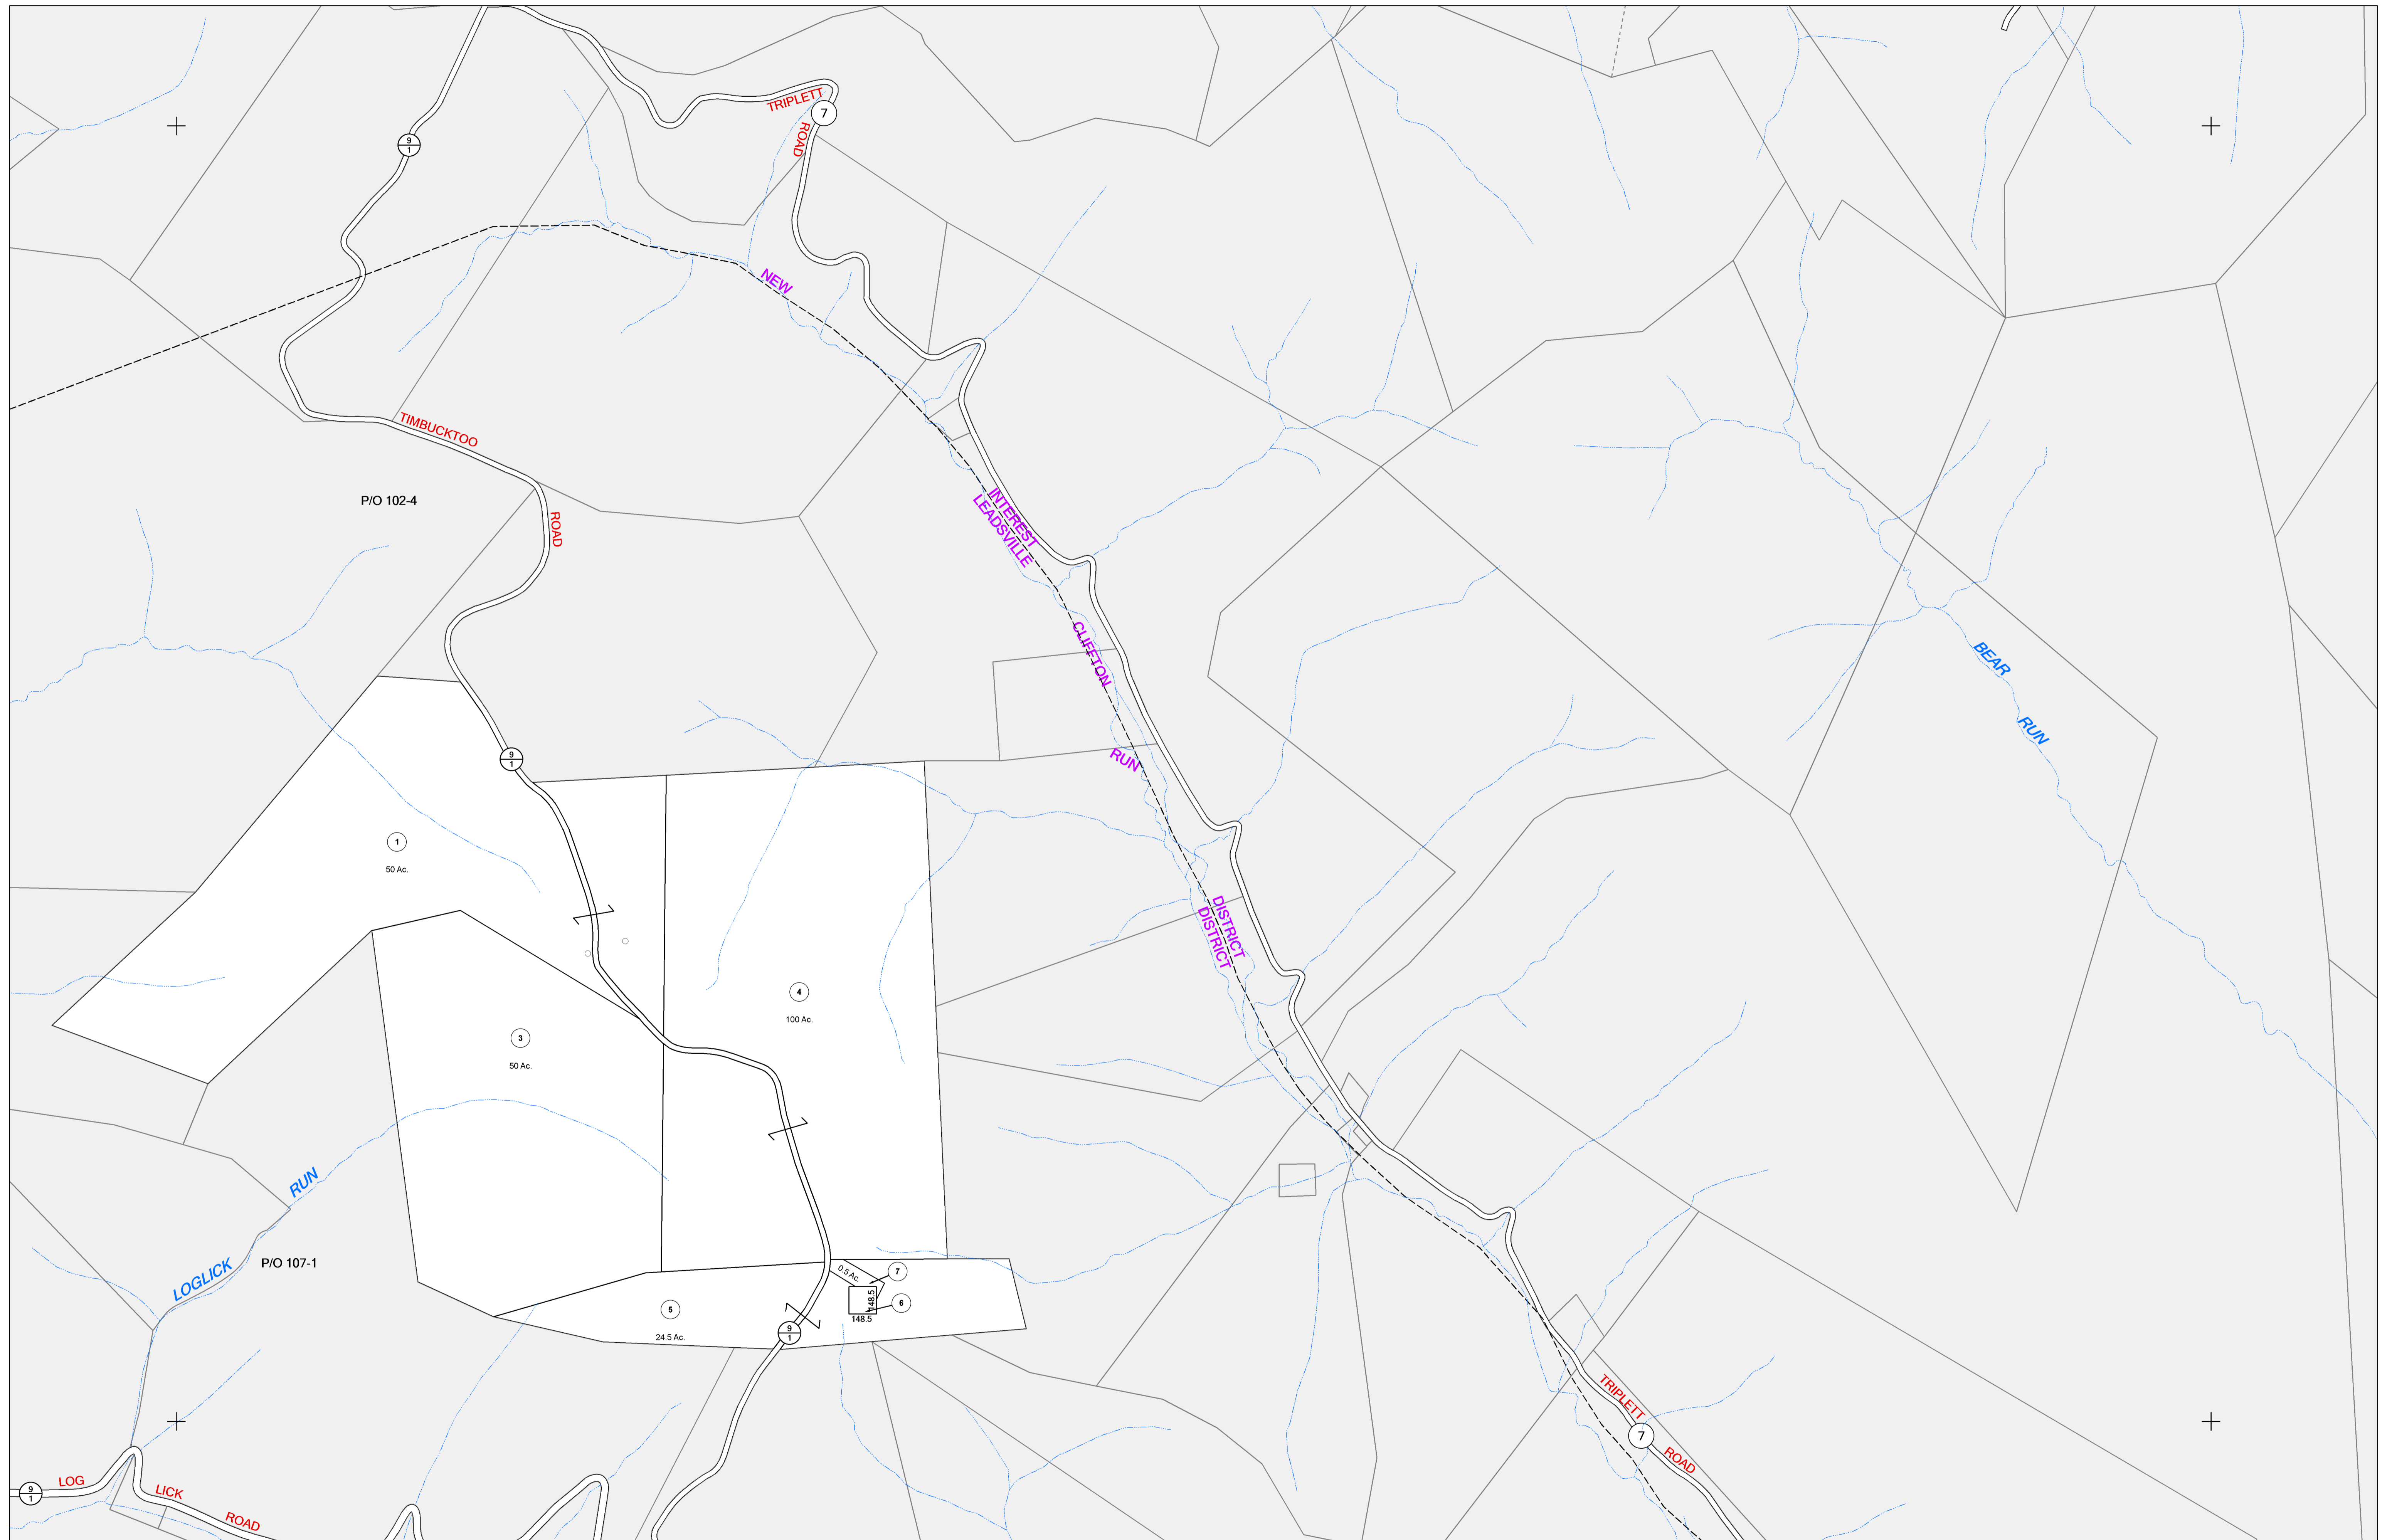 TRIPLETT
7
ROAD
9
1
NEW
TIMBUCKTOO
P/O 102-4
ROAD
INTEREST
LEADSVILLE
CLIFFTON
BEAR
RUN
RUN
9
1
1
50 Ac.
DISTRICT
DISTRICT
4
100 Ac.
3
50 Ac.
RUN
LOGLICK
P/O 107-1
0.5 Ac.
7
148.5
6
148.5
5
24.5 Ac.
9
1
TRIPLETT
7
ROAD
9
1
LOG
LICK
ROAD